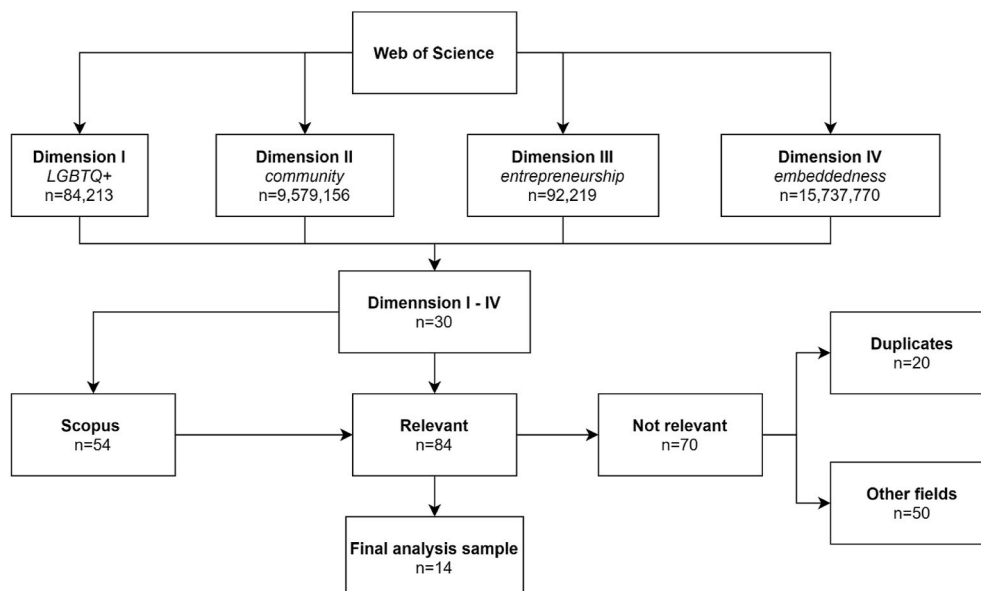 Web of Science
Dimension I
LGBTQ+
n=84,213
Dimension II
community
n=9,579,156
Dimension III
entrepreneurship
n=92,219
Dimension IV
embeddedness
n=15,737,770
Dimennsion I - IV
n=30
Duplicates
n=20
Scopus
n=54
Relevant
n=84
Not relevant
n=70
Other fields
n=50
Final analysis sample
n=14